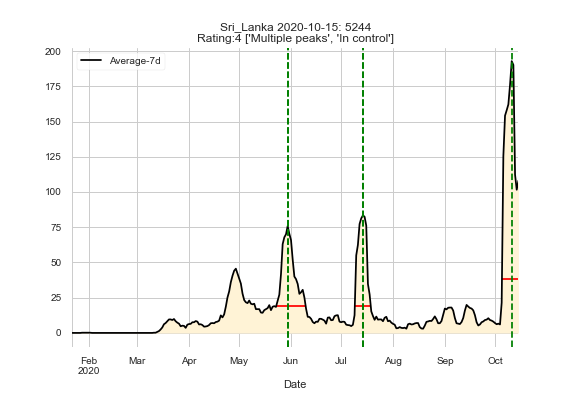 Sri_Lanka 2020-10-15: 5244
Rating:4 ['Multiple peaks', 'In control']
200
Average-7d
175
150
125
100
75
50
25
0
Feb Mar Apr May Jun Jul Aug Sep Oct
2020
Date